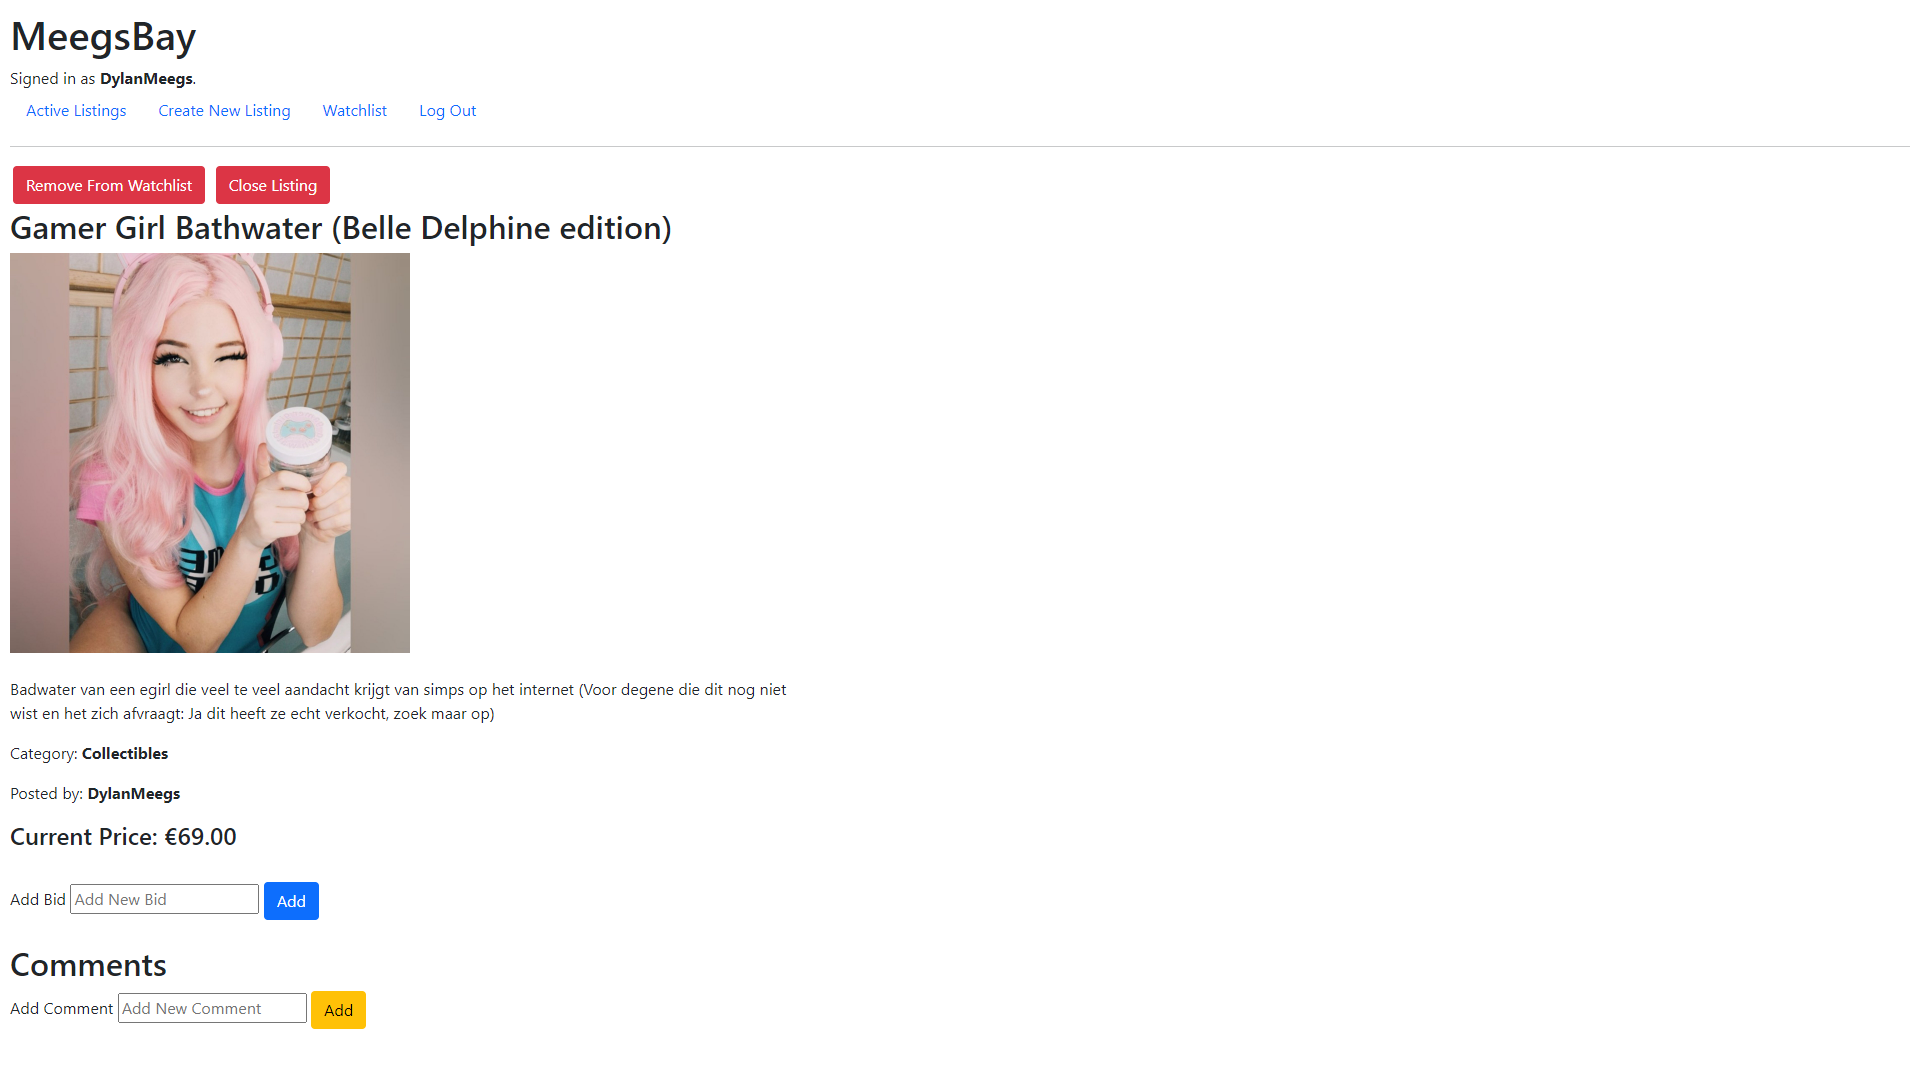 MeegsBay
Signed in as DylanMeegs.
Active Listings Create New Listing Watchlist Log Out
Remove From Watchlist Close Listing
Gamer Girl Bathwater (Belle Delphine edition)
Badwater van een egirl die veel te veel aandacht krijgt van simps op het internet (Voor degene die dit nog niet
wist en het zich afvraagt: Ja dit heeft ze echt verkocht, zoek maar op)
Category: Collectibles
Posted by: DylanMeegs
Current Price: €69.00
Add Bid Add New Bid Add
Comments
Add Comment Add New Comment Add